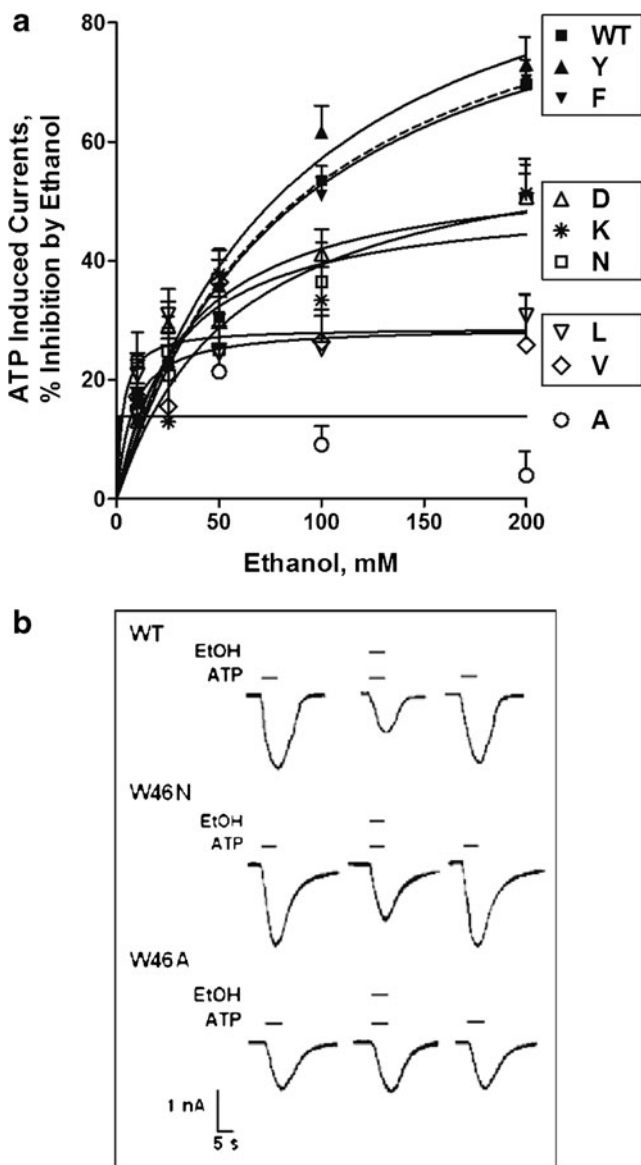 a
80
60
40
20
0
ATP Induced Currents,
% Inhibition by Ethanol
0 50 100 150 200
Ethanol, mM
WT
Y
F
D
K
N
L
V
A
b
WT
EtOH
ATP
W46N
EtOH
ATP
W46A
EtOH
ATP
1 nA
5 s